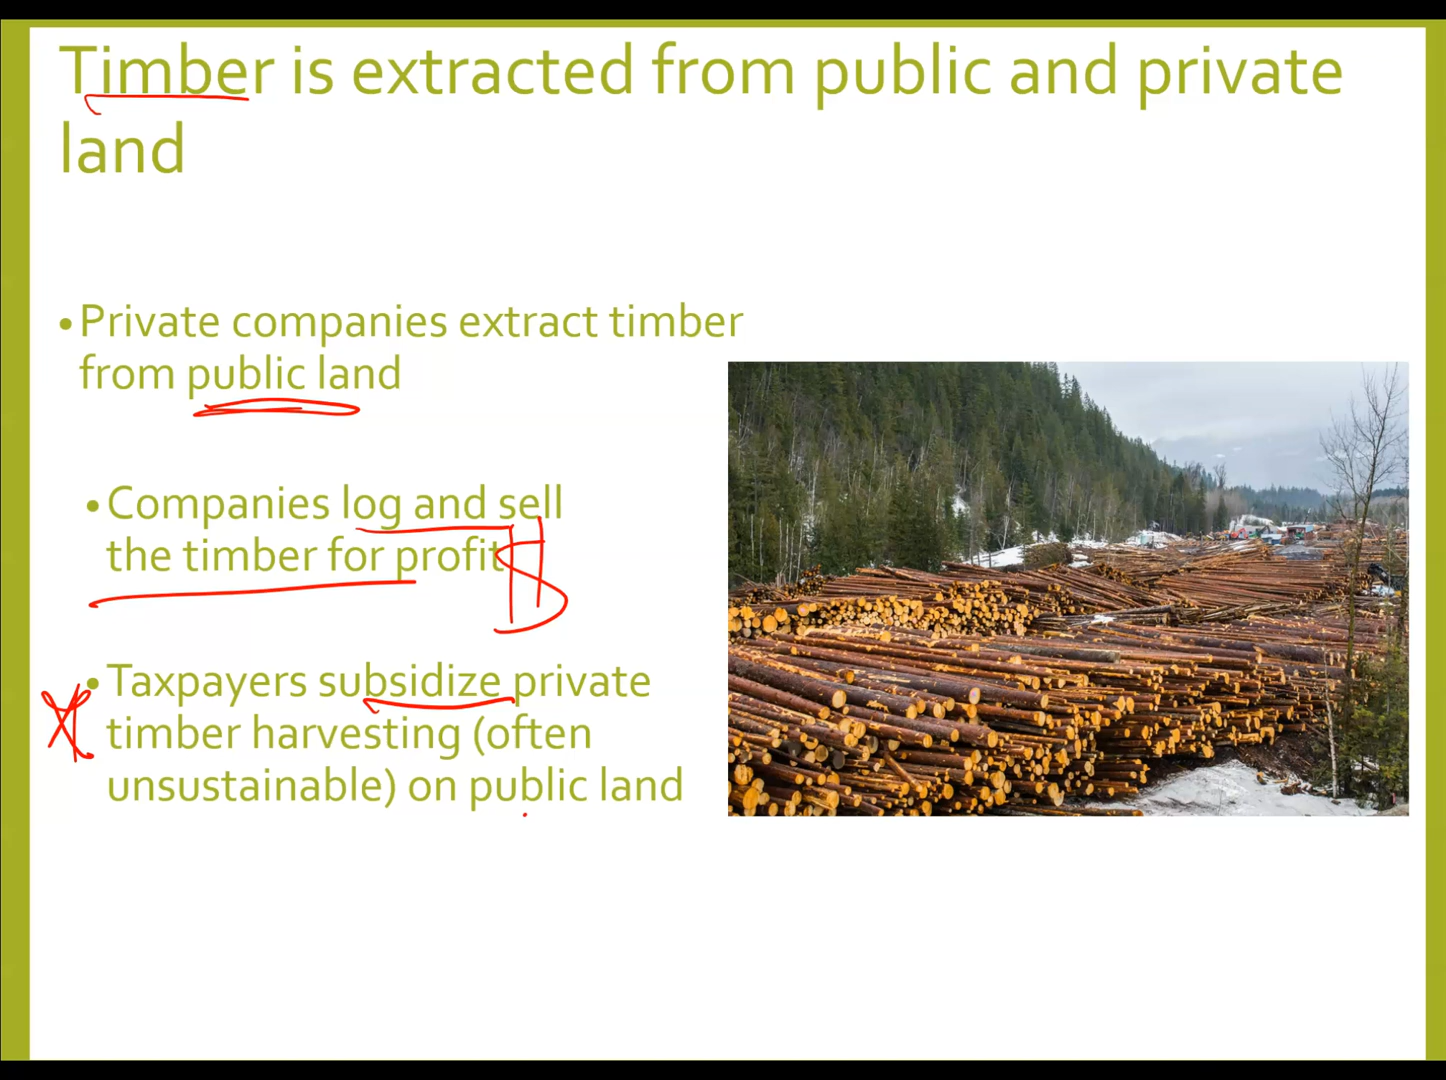 Timber is extracted from public and private
land
• Private companies extract timber
from public land
• Companies log and sell
the timber for profit $
• Taxpayers subsidize private
timber harvesting (often
unsustainable) on public land